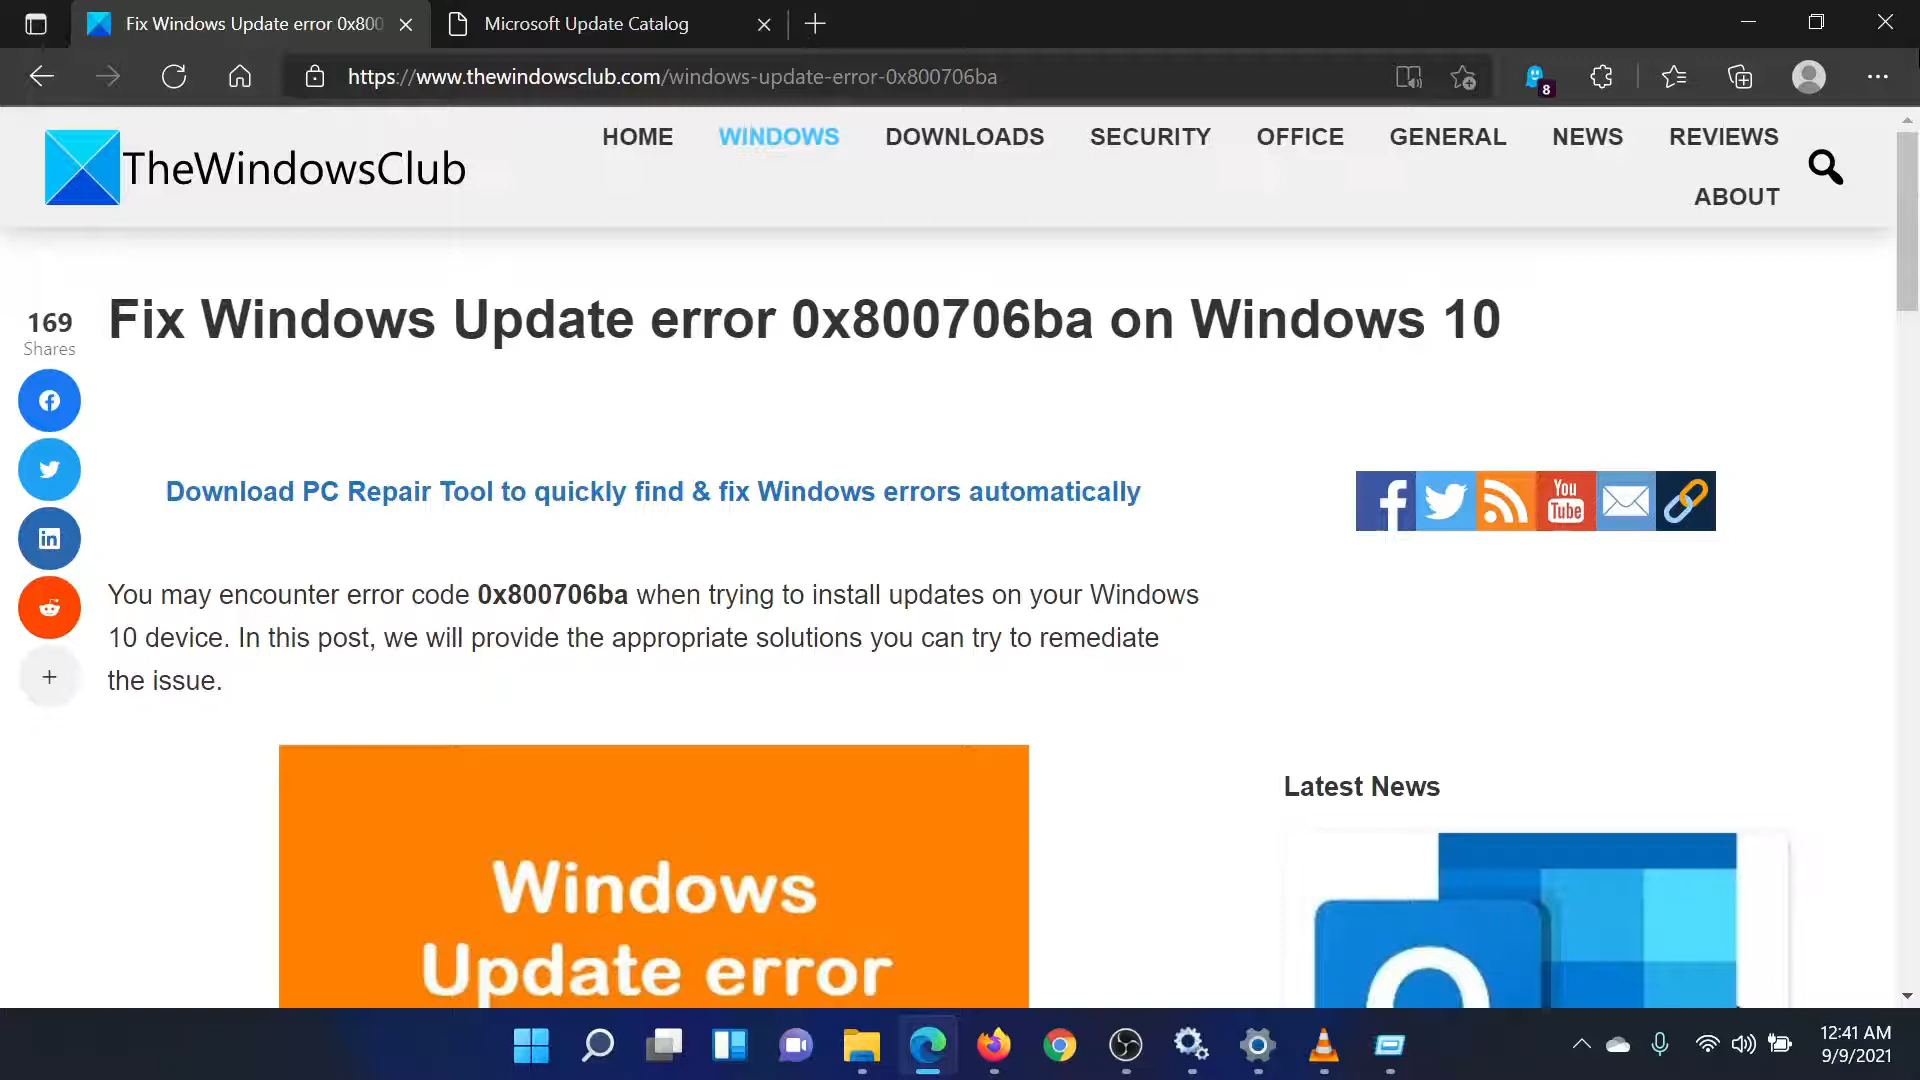 Fix Windows Update error 0x800
Microsoft Update Catalog
https://www.thewindowsclub.com/windows-update-error-0x800706ba
8
TheWindowsClub
HOME WINDOWS DOWNLOADS SECURITY OFFICE GENERAL NEWS REVIEWS
ABOUT
169
Shares
Fix Windows Update error 0x800706ba on Windows 10
Download PC Repair Tool to quickly find & fix Windows errors automatically
You
Tube
You may encounter error code 0x800706ba when trying to install updates on your Windows
10 device. In this post, we will provide the appropriate solutions you can try to remediate
the issue.
Windows
Update error
Latest News
12:41 AM
9/9/2021